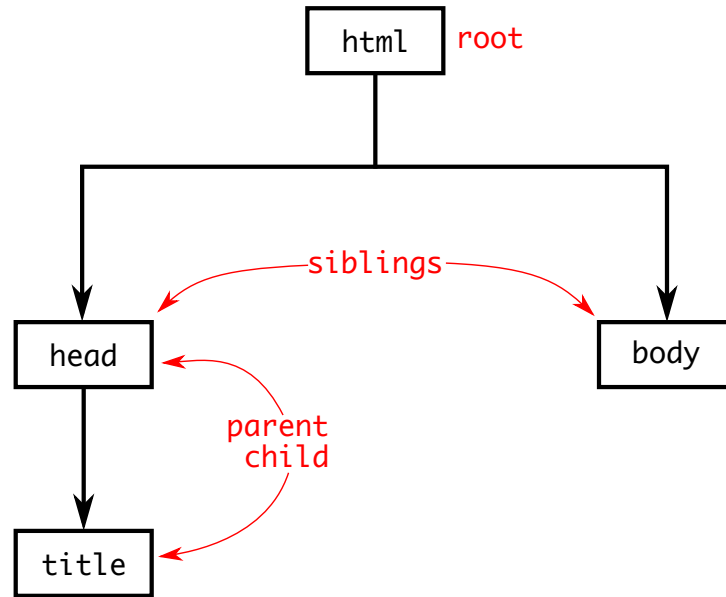 html root
siblings
head
body
parent
child
title